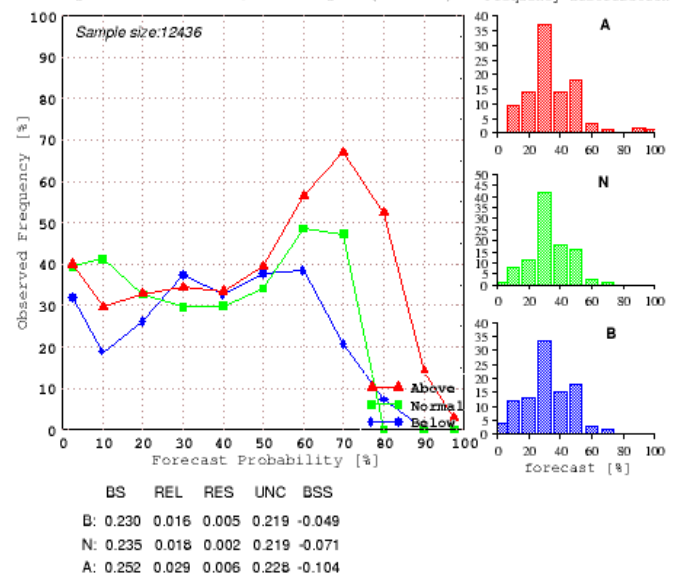 Sample size:12436
100
90
80
70
60
50
40
30
20
10
0
Observed Frequency [%]
0 10 20 30 40 50 60 70 80 90 100
Forecast Probability [%]
Above
Normal
Below
A
40
35
30
25
20
15
10
5
0
0 20 40 60 80 100
N
50
45
40
35
30
25
20
15
10
5
0
0 20 40 60 80 100
B
40
35
30
25
20
15
10
5
0
0 20 40 60 80 100
forecast [%]
BS REL RES UNC BSS
B: 0.230 0.016 0.005 0.219 -0.049
N: 0.235 0.018 0.002 0.219 -0.071
A: 0.252 0.029 0.006 0.228 -0.104